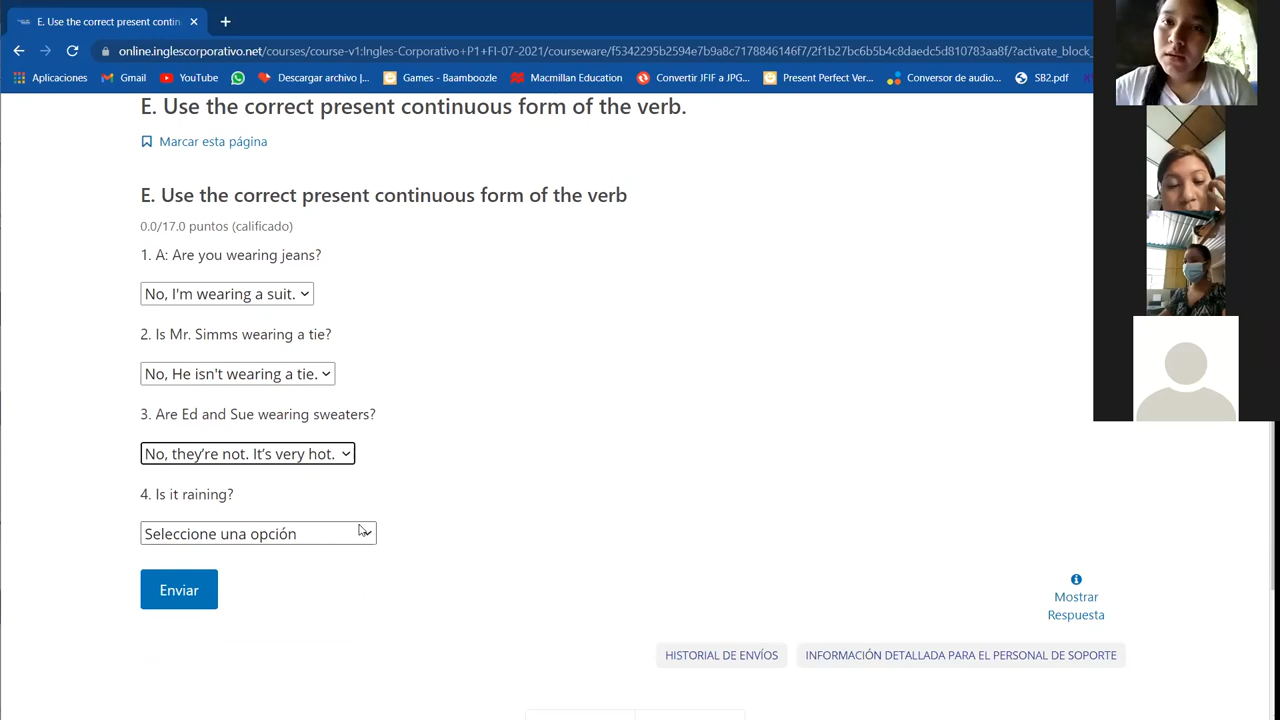 E. Use the correct present contin
online.inglescorporativo.net/courses/course-v1:Ingles-Corporativo+P1+FI-07-2021/courseware/f5342295b2594e7b9a8c7178846146f7/2f1b27bc6b5b4c8daedc5d810783aa8f/?activate_block_
Aplicaciones Gmail YouTube Descargar archivo |... Games - Baamboozle Macmillan Education Convertir JFIF a JPG... Present Perfect Ver... Conversor de audio... SB2.pdf
E. Use the correct present continuous form of the verb.
Marcar esta página
E. Use the correct present continuous form of the verb
0.0/17.0 puntos (calificado)
1. A: Are you wearing jeans?
No, I'm wearing a suit.
2. Is Mr. Simms wearing a tie?
No, He isn't wearing a tie.
3. Are Ed and Sue wearing sweaters?
No, they’re not. It’s very hot.
4. Is it raining?
Seleccione una opción
Enviar
Mostrar
Respuesta
HISTORIAL DE ENVÍOS INFORMACIÓN DETALLADA PARA EL PERSONAL DE SOPORTE